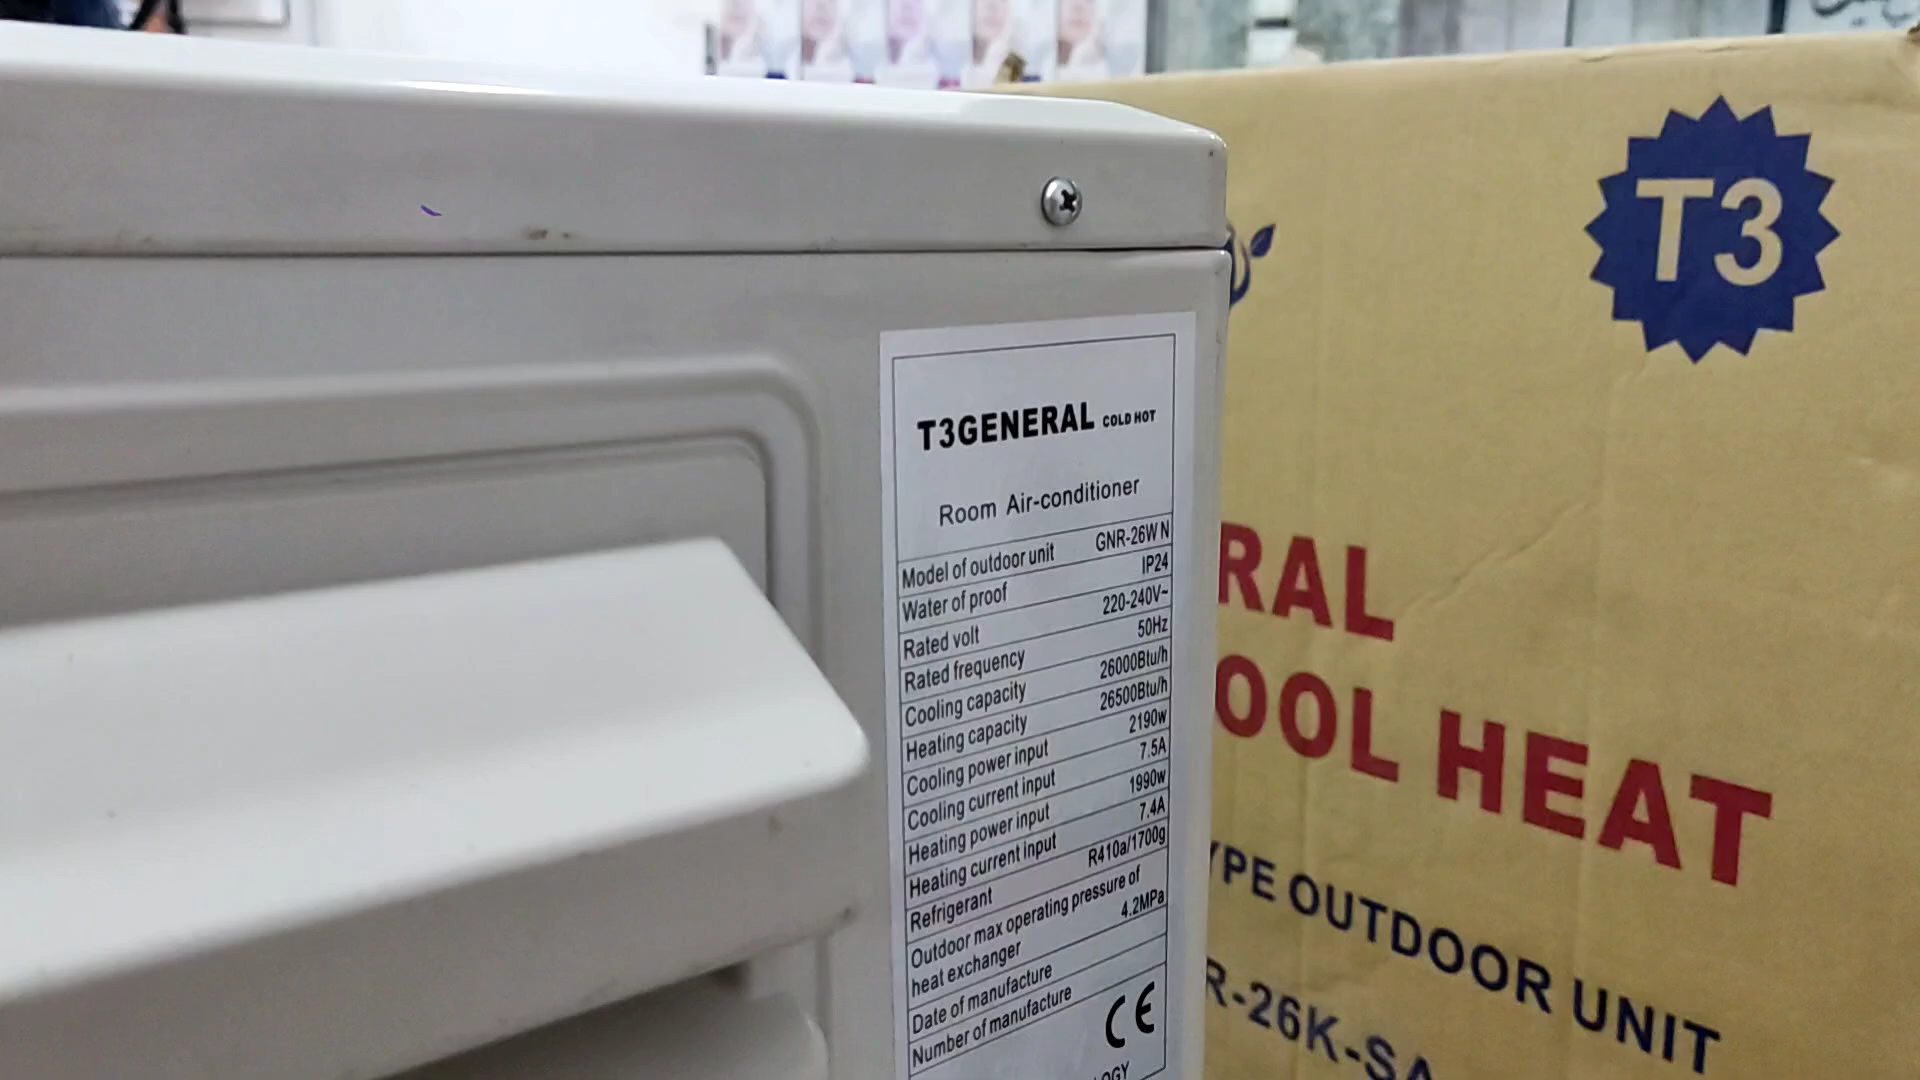 T3GENERAL COLD HOT
Room Air-conditioner
Model of outdoor unit GNR-26W N
Water of proof IP24
Rated volt 220-240V~
Rated frequency 50Hz
Cooling capacity 26000Btu/h
Heating capacity 26500Btu/h
Cooling power input 2190w
Cooling current input 7.5A
Heating power input 1990w
Heating current input 7.4A
Refrigerant R410a/1700g
Outdoor max operating pressure of
heat exchanger 4.2MPa
Date of manufacture
Number of manufacture
CE
OGY
T3
RAL
OOL HEAT
YPE OUTDOOR UNIT
R-26K-SA